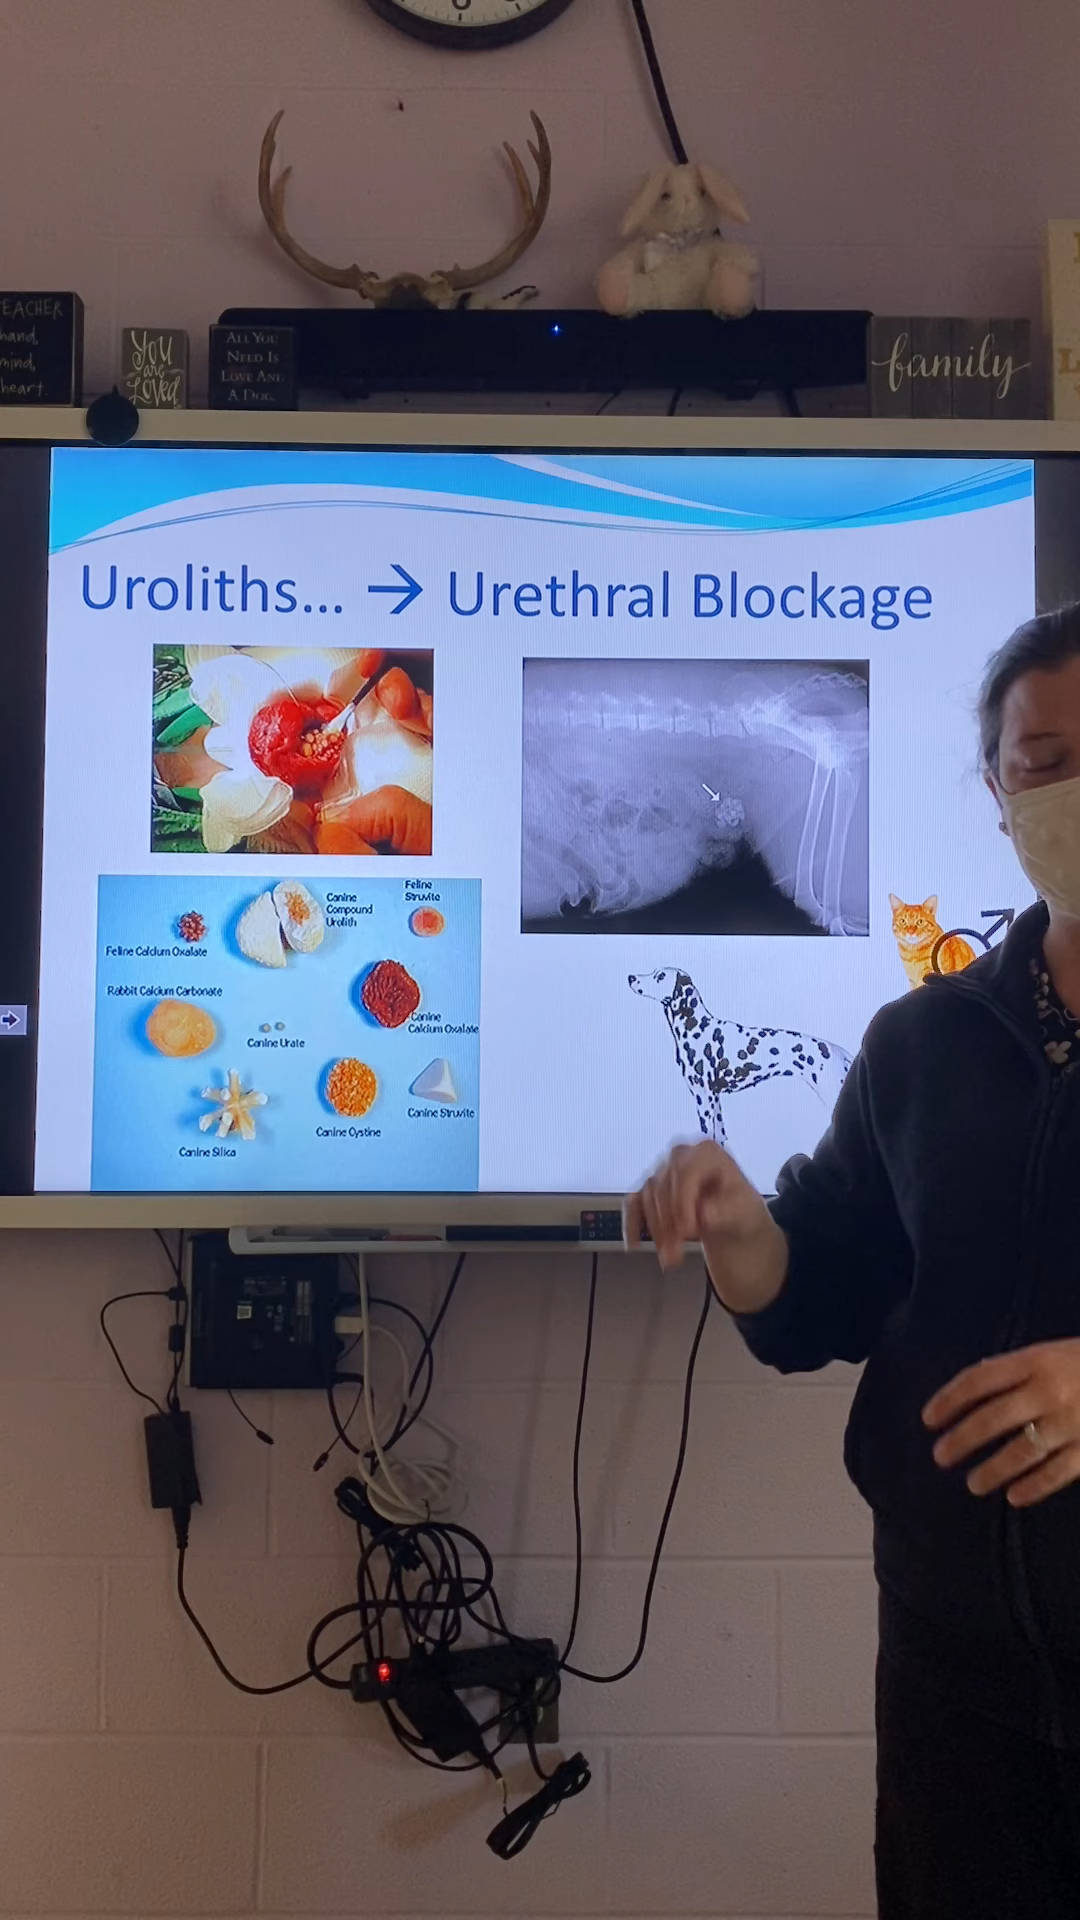 EACHER
hand,
mind,
heart.
You
are
Loved
All You
Need Is
Love And
A Dog.
family
Uroliths... → Urethral Blockage
Feline Calcium Oxalate
Canine
Compound
Urolith
Feline
Struvite
Rabbit Calcium Carbonate
Canine Urate
Canine
Calcium Oxalate
Canine Silica
Canine Cystine
Canine Struvite